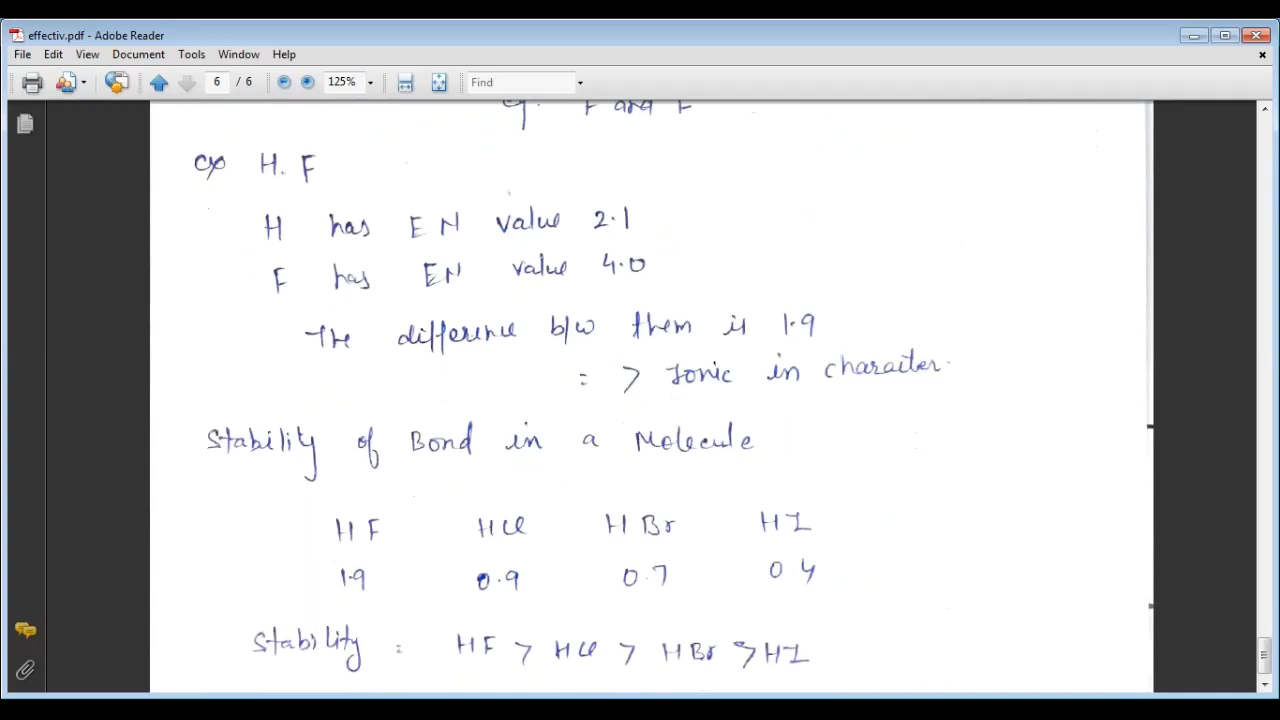 effectiv.pdf - Adobe Reader
File Edit View Document Tools Window Help
6 / 6 125% Find
F and F
ex H. F
H has EN value 2.1
F has EN value 4.0
The difference b/w them is 1.9
= > Ionic in character.
Stability of Bond in a Molecule
HF HCl HBr HI
1.9 0.9 0.7 0.4
Stability : HF > HCl > HBr > HI